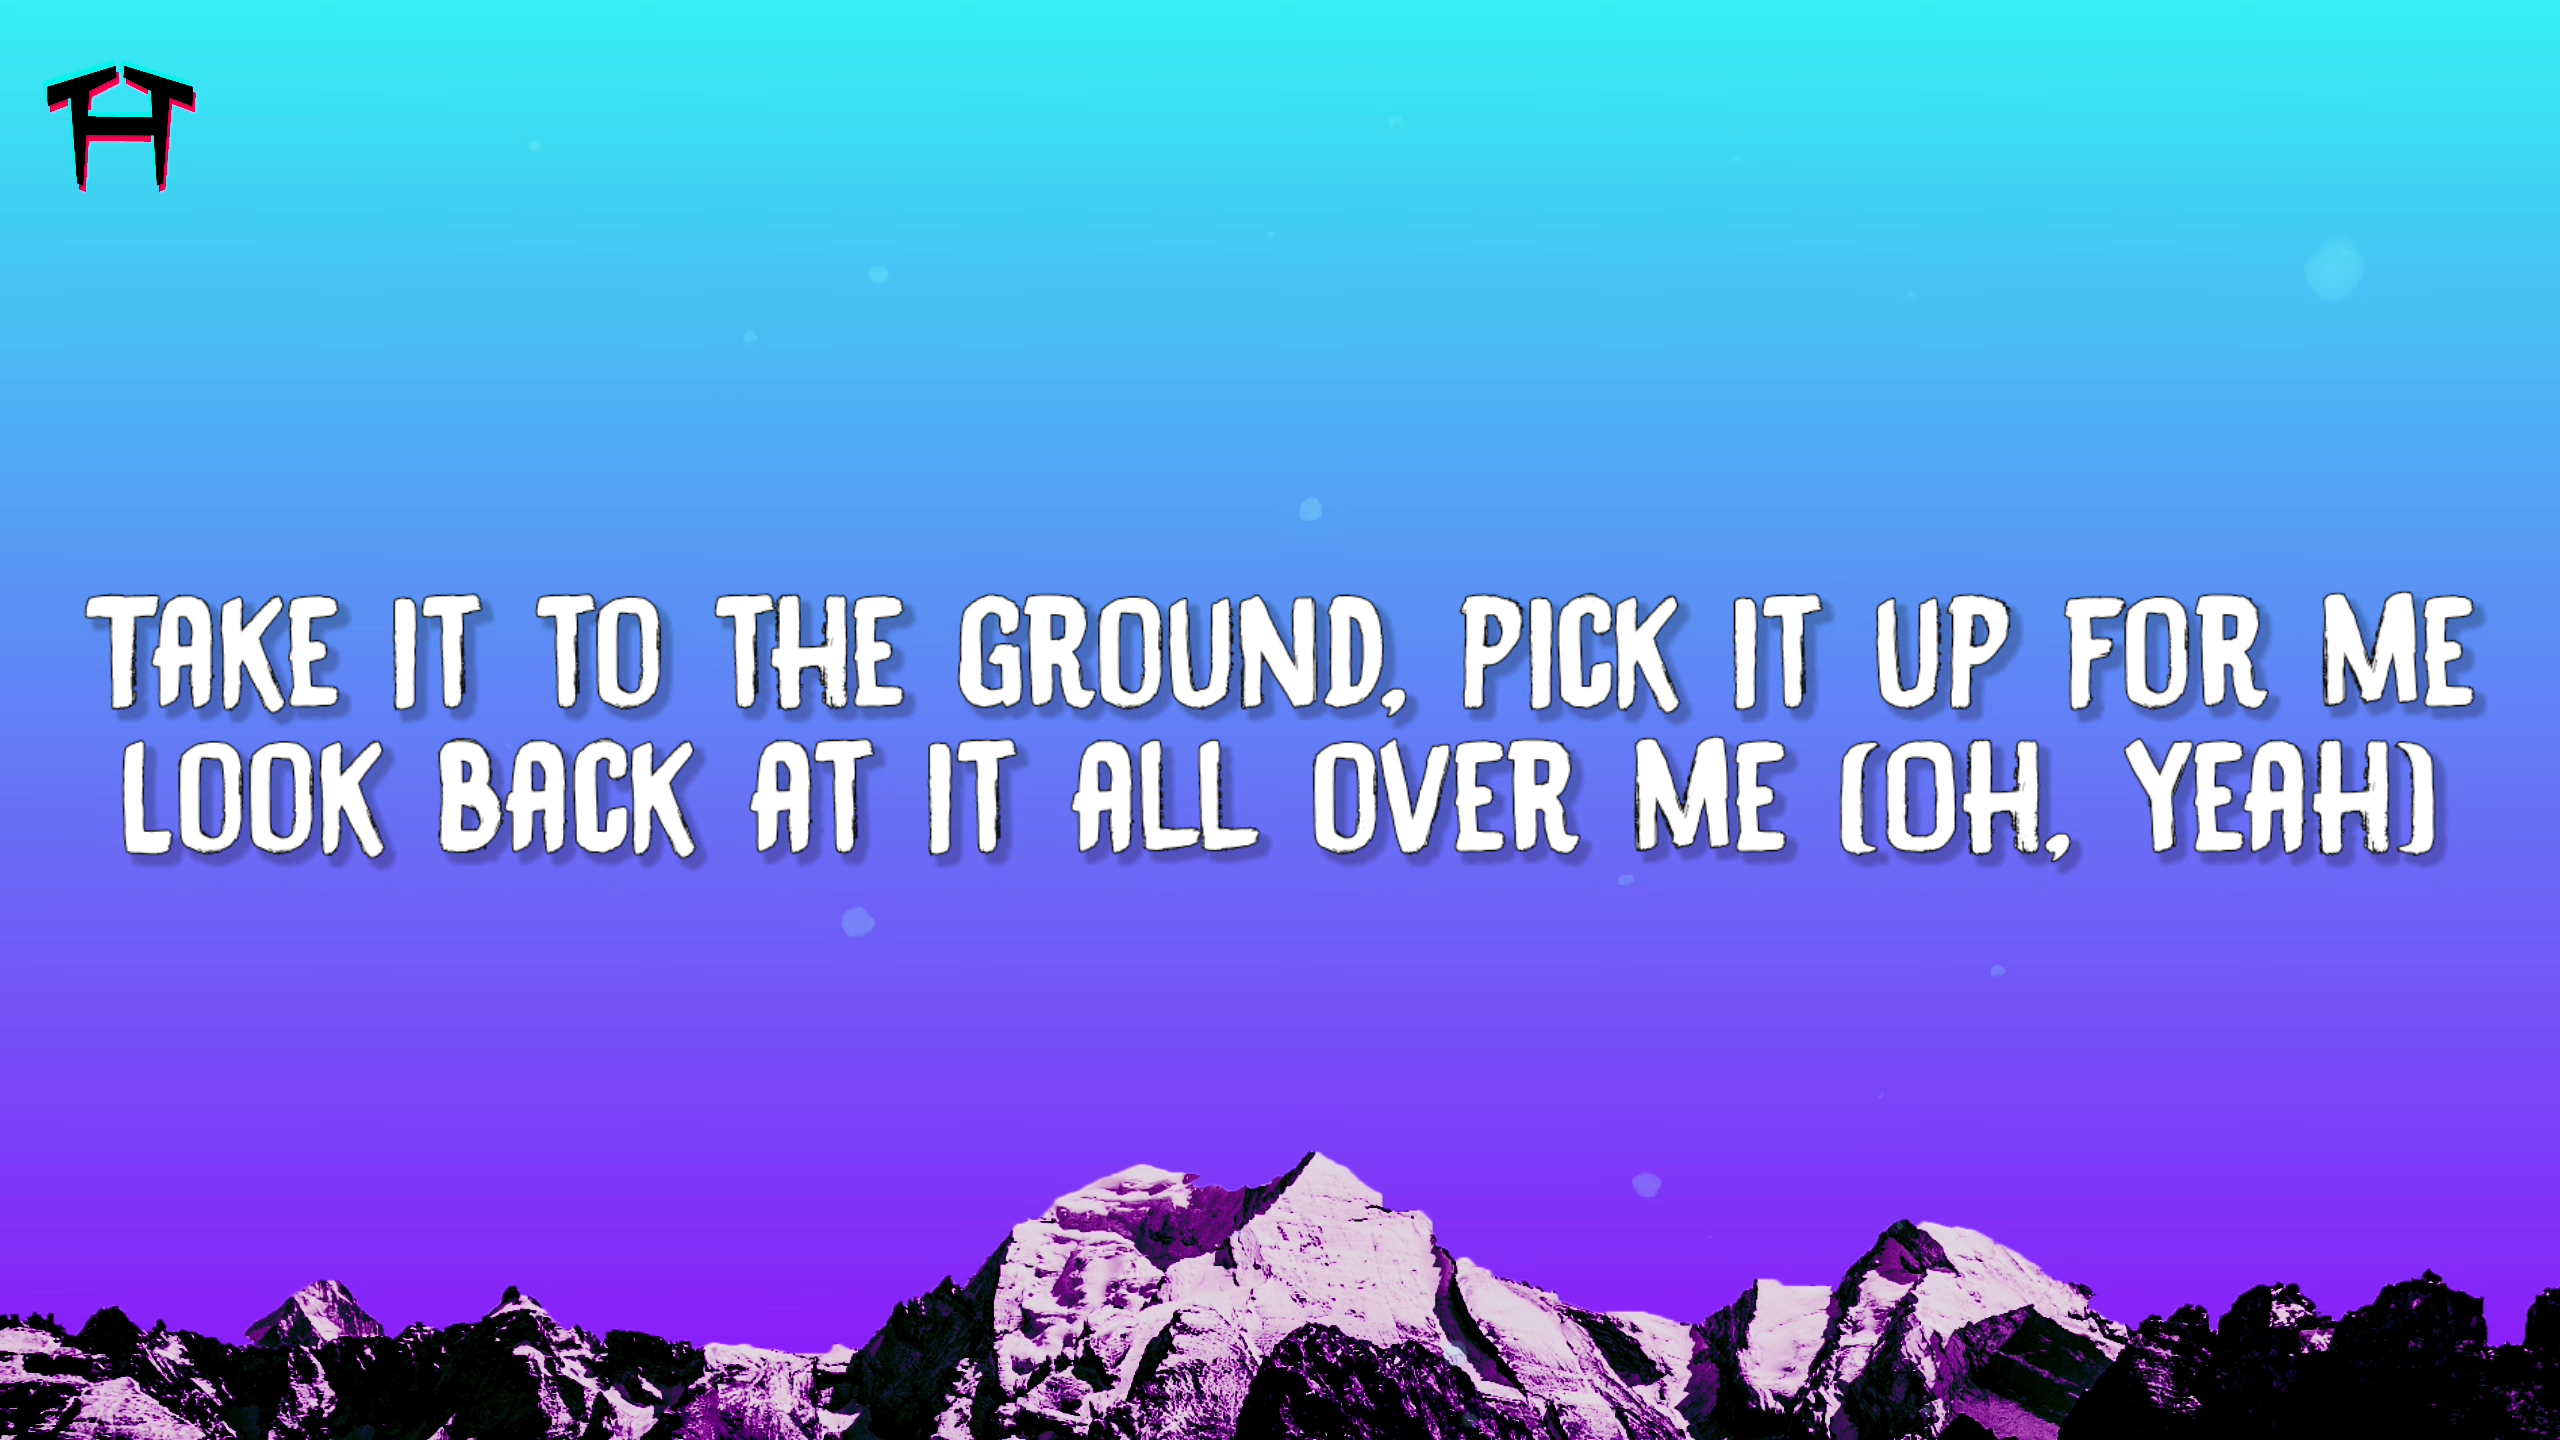 TAKE IT TO THE GROUND, PICK IT UP FOR ME
LOOK BACK AT IT ALL OVER ME (OH, YEAH)